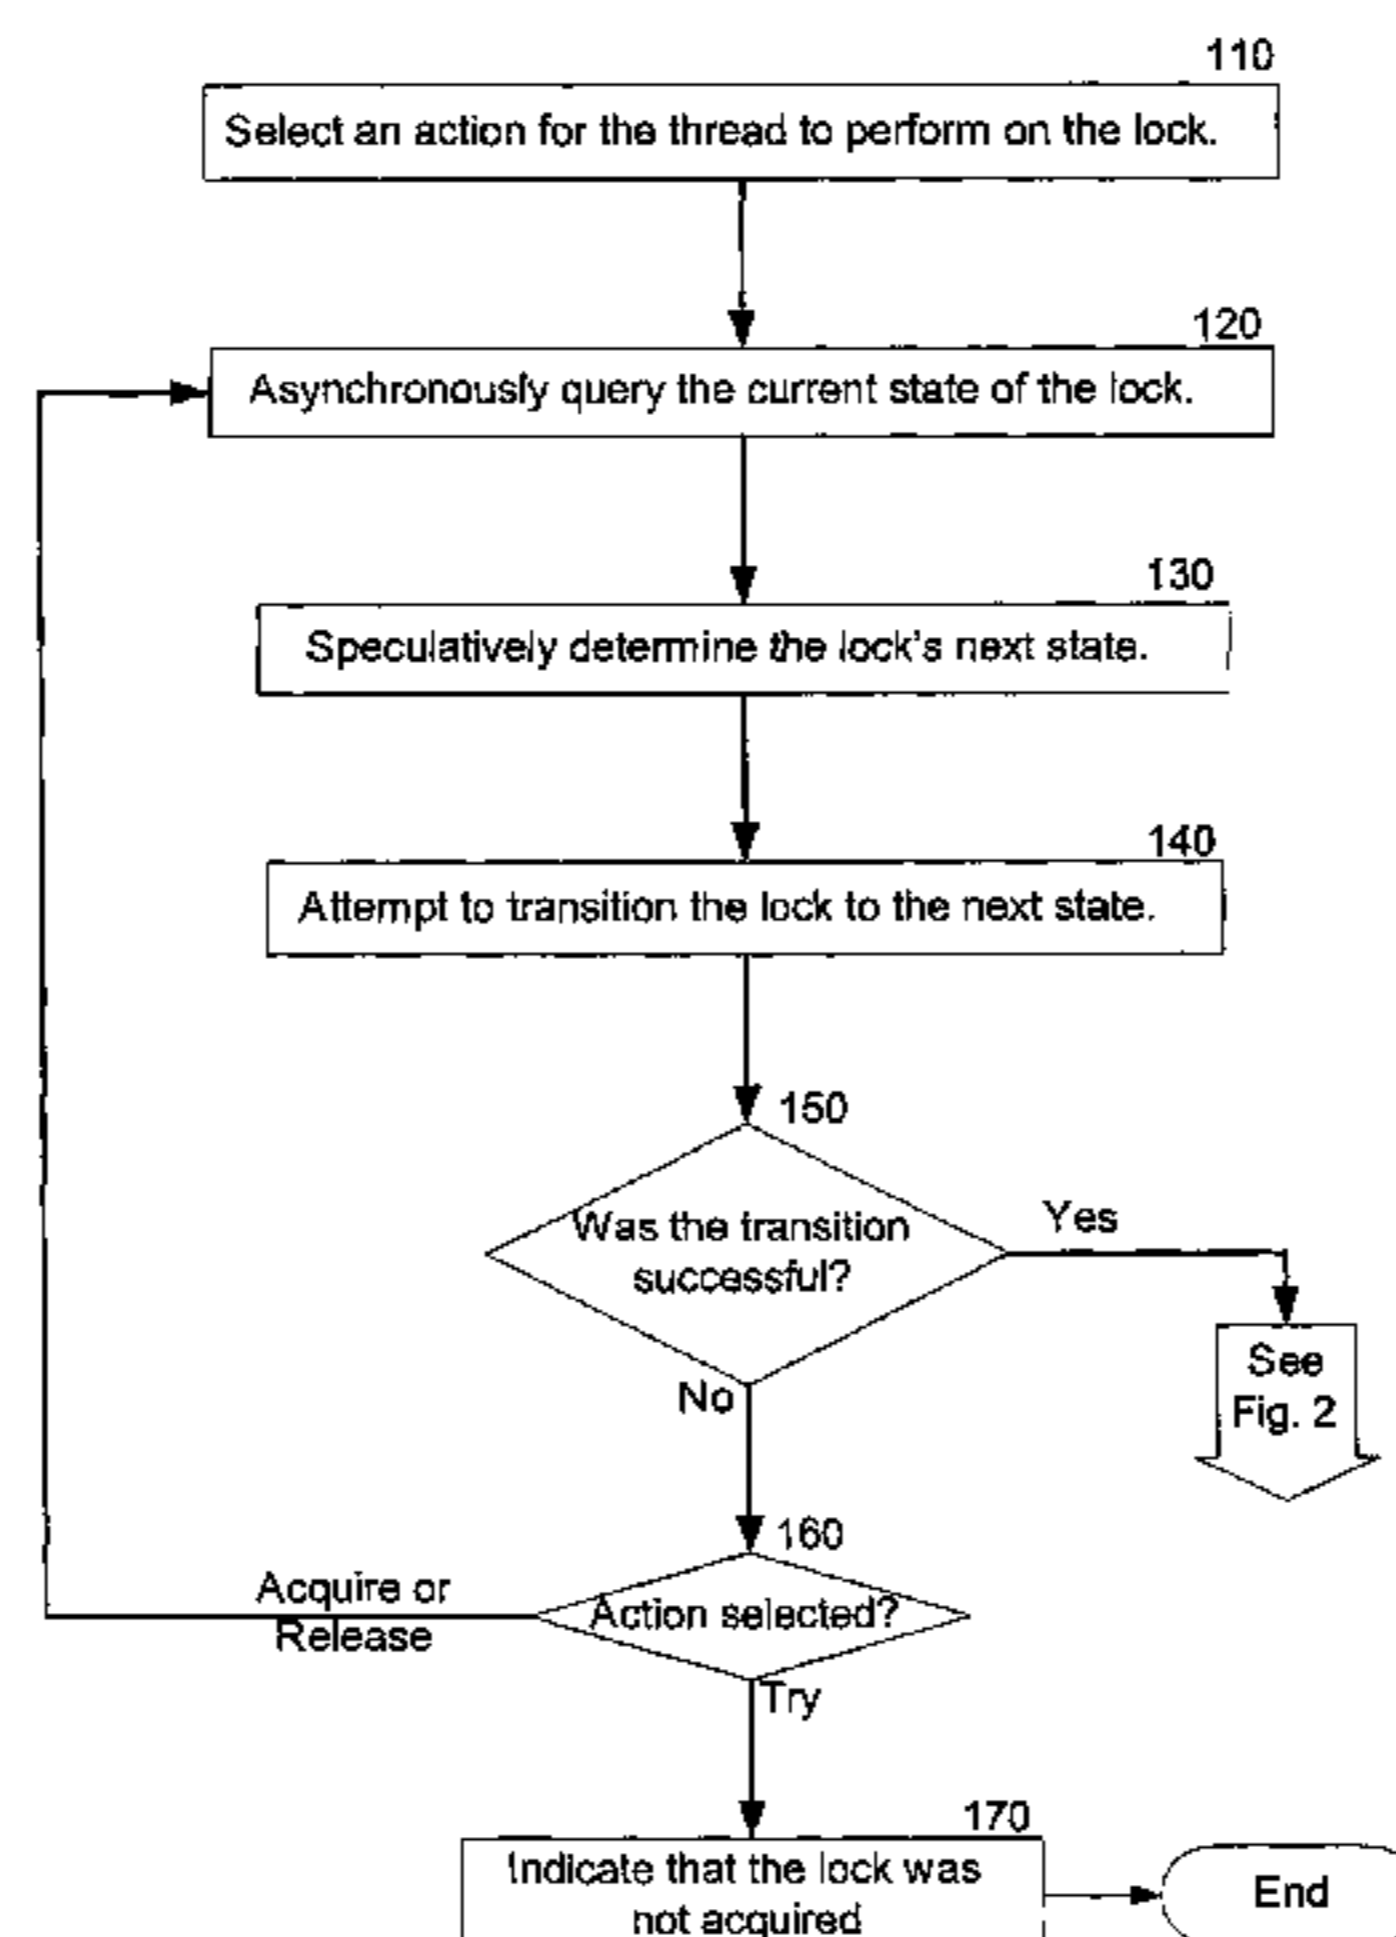 110
Select an action for the thread to perform on the lock.
120
Asynchronously query the current state of the lock.
130
Speculatively determine the lock's next state.
140
Attempt to transition the lock to the next state.
150
Was the transition
successful?
Yes
See
Fig. 2
No
160
Action selected?
Acquire or
Release
Try
170
Indicate that the lock was
not acquired
End